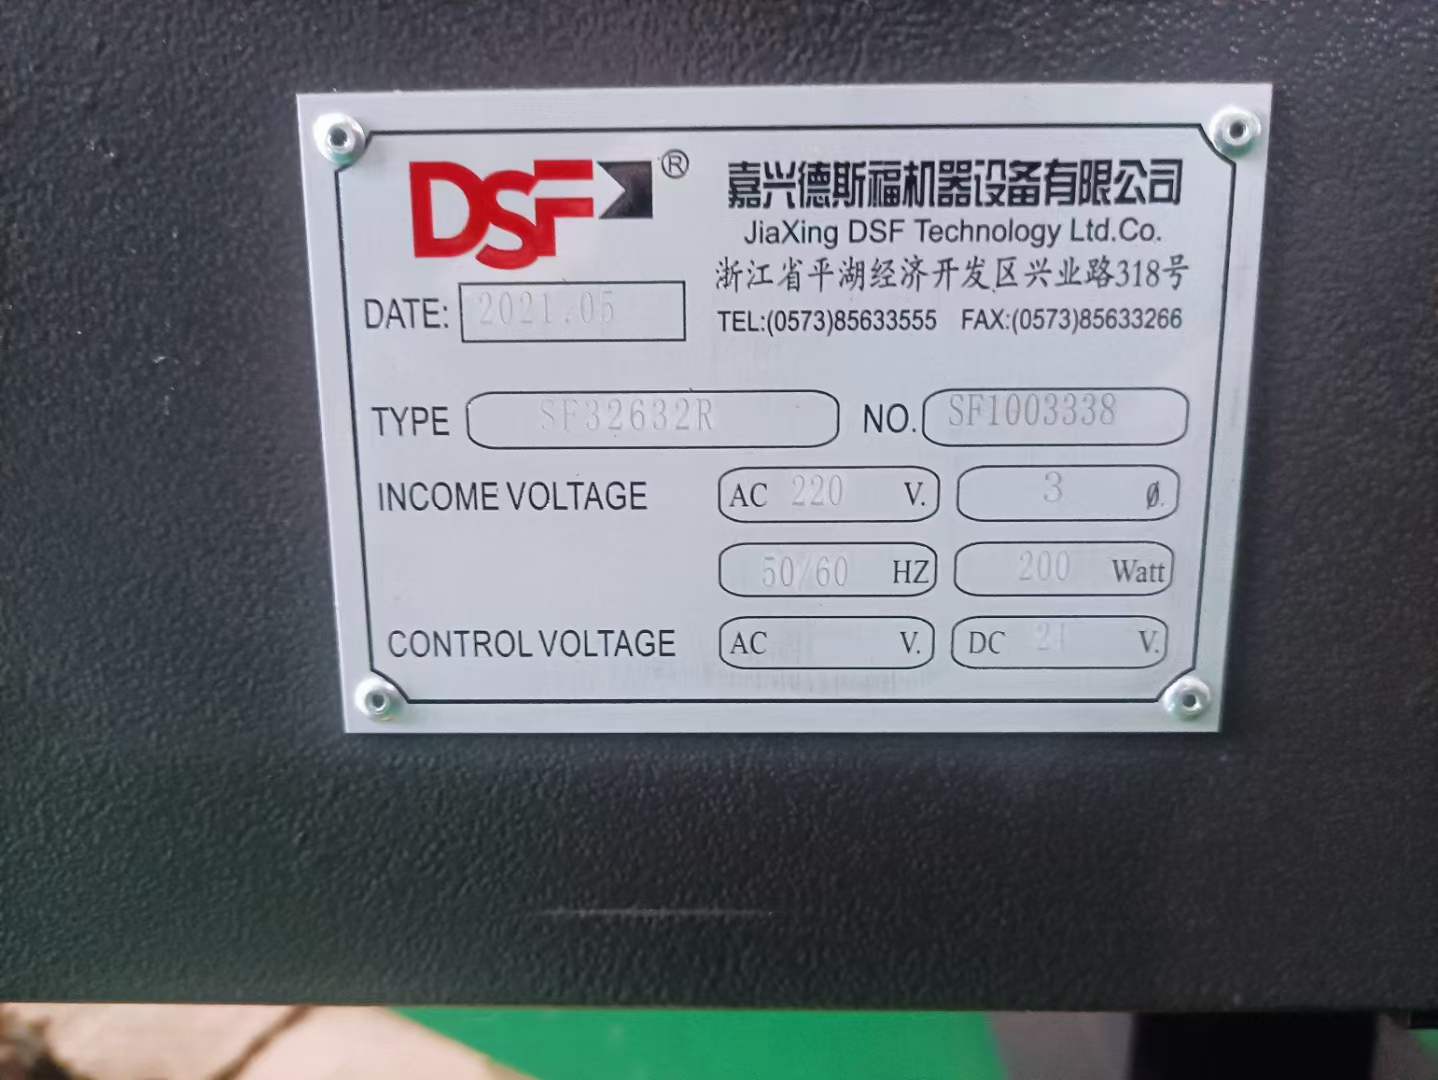 DSF ®
嘉兴德斯福机器设备有限公司
JiaXing DSF Technology Ltd.Co.
浙江省平湖经济开发区兴业路318号
DATE: 2021.05
TEL:(0573)85633555 FAX:(0573)85633266
TYPE SF32632R NO. SF1003338
INCOME VOLTAGE AC 220 V. 3 Ø.
50/60 HZ 200 Watt
CONTROL VOLTAGE AC V. DC V.